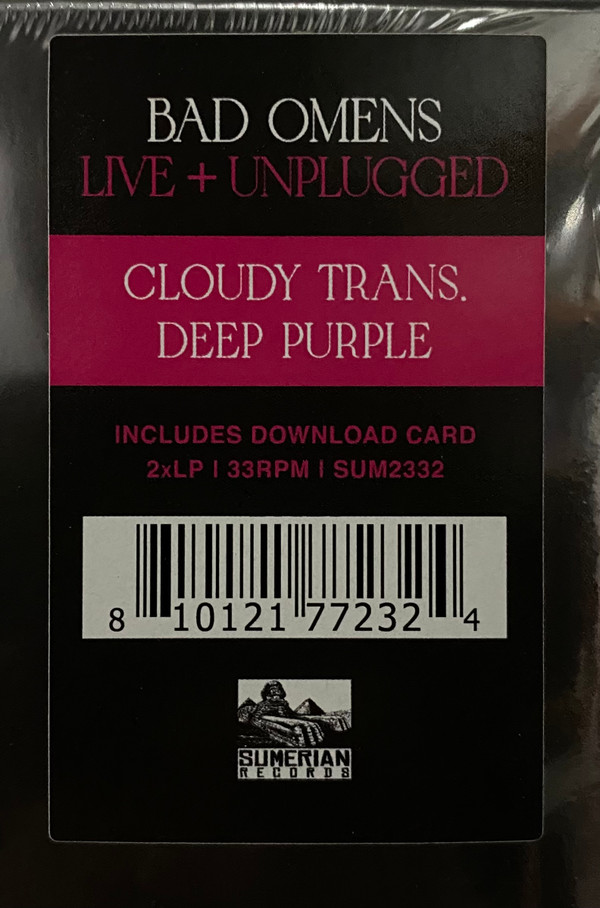 BAD OMENS
LIVE + UNPLUGGED
CLOUDY TRANS.
DEEP PURPLE
INCLUDES DOWNLOAD CARD
2xLP | 33RPM | SUM2332
8 10121 77232 4
SUMERIAN
RECORDS